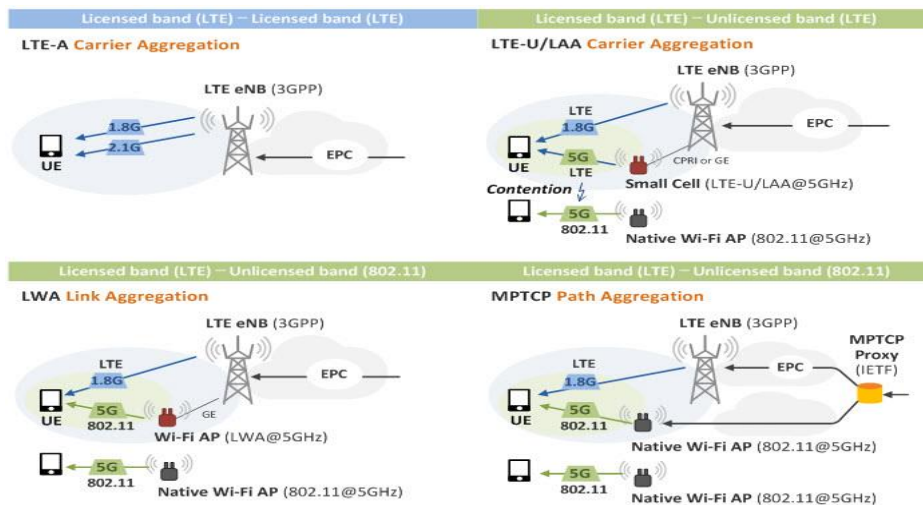 Licensed band (LTE) – Licensed band (LTE)
LTE-A Carrier Aggregation
LTE eNB (3GPP)
1.8G
2.1G
UE
EPC
Licensed band (LTE) – Unlicensed band (LTE)
LTE-U/LAA Carrier Aggregation
LTE eNB (3GPP)
LTE
1.8G
EPC
UE
5G
LTE
CPRI or GE
Contention
Small Cell (LTE-U/LAA@5GHz)
5G
802.11
Native Wi-Fi AP (802.11@5GHz)
Licensed band (LTE) – Unlicensed band (802.11)
LWA Link Aggregation
LTE eNB (3GPP)
LTE
1.8G
EPC
UE
5G
802.11
GE
Wi-Fi AP (LWA@5GHz)
5G
802.11
Native Wi-Fi AP (802.11@5GHz)
Licensed band (LTE) – Unlicensed band (802.11)
MPTCP Path Aggregation
LTE eNB (3GPP)
MPTCP
Proxy
(IETF)
LTE
1.8G
EPC
UE
5G
802.11
Native Wi-Fi AP (802.11@5GHz)
5G
802.11
Native Wi-Fi AP (802.11@5GHz)